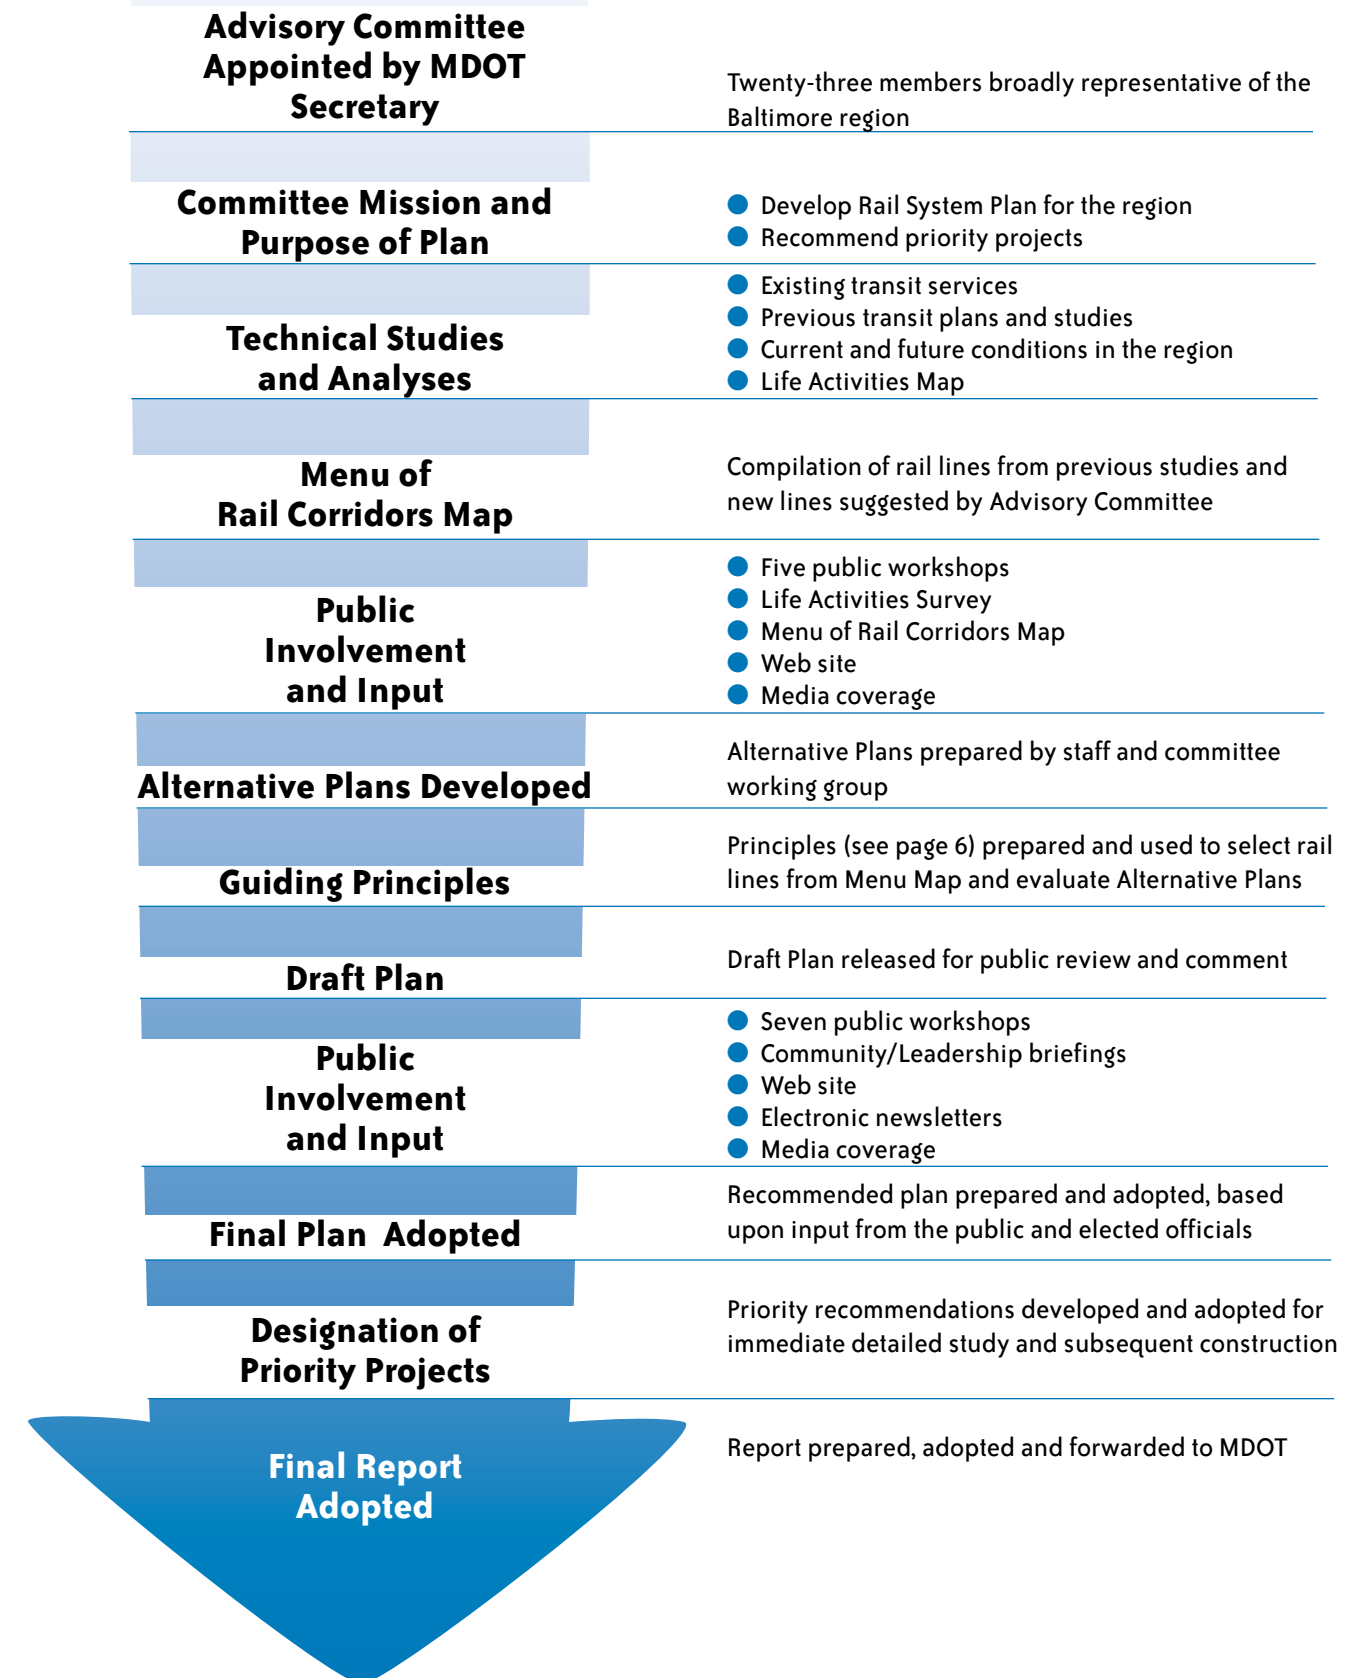 Advisory Committee
Appointed by MDOT
Secretary
Twenty-three members broadly representative of the
Baltimore region
Committee Mission and
Purpose of Plan
● Develop Rail System Plan for the region
● Recommend priority projects
Technical Studies
and Analyses
● Existing transit services
● Previous transit plans and studies
● Current and future conditions in the region
● Life Activities Map
Menu of
Rail Corridors Map
Compilation of rail lines from previous studies and
new lines suggested by Advisory Committee
Public
Involvement
and Input
● Five public workshops
● Life Activities Survey
● Menu of Rail Corridors Map
● Web site
● Media coverage
Alternative Plans Developed
Alternative Plans prepared by staff and committee
working group
Guiding Principles
Principles (see page 6) prepared and used to select rail
lines from Menu Map and evaluate Alternative Plans
Draft Plan
Draft Plan released for public review and comment
Public
Involvement
and Input
● Seven public workshops
● Community/Leadership briefings
● Web site
● Electronic newsletters
● Media coverage
Final Plan Adopted
Recommended plan prepared and adopted, based
upon input from the public and elected officials
Designation of
Priority Projects
Priority recommendations developed and adopted for
immediate detailed study and subsequent construction
Final Report
Adopted
Report prepared, adopted and forwarded to MDOT